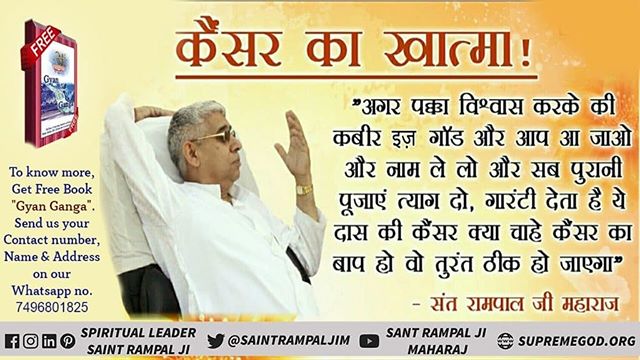 FREE
Gyan
Ganga
कैंसर का खात्मा!
"अगर पक्का विश्वास करके की
कबीर इज़ गॉड और आप आ जाओ
और नाम ले लो और सब पुरानी
पूजाएं त्याग दो, गारंटी देता है ये
दास की कैंसर क्या चाहे कैंसर का
बाप हो वो तुरंत ठीक हो जाएगा"
- संत रामपाल जी महाराज
To know more,
Get Free Book
"Gyan Ganga".
Send us your
Contact number,
Name & Address
on our
Whatsapp no.
7496801825
SPIRITUAL LEADER
SAINT RAMPAL JI
@SAINTRAMPALJIM
SANT RAMPAL JI
MAHARAJ
SUPREMEGOD.ORG